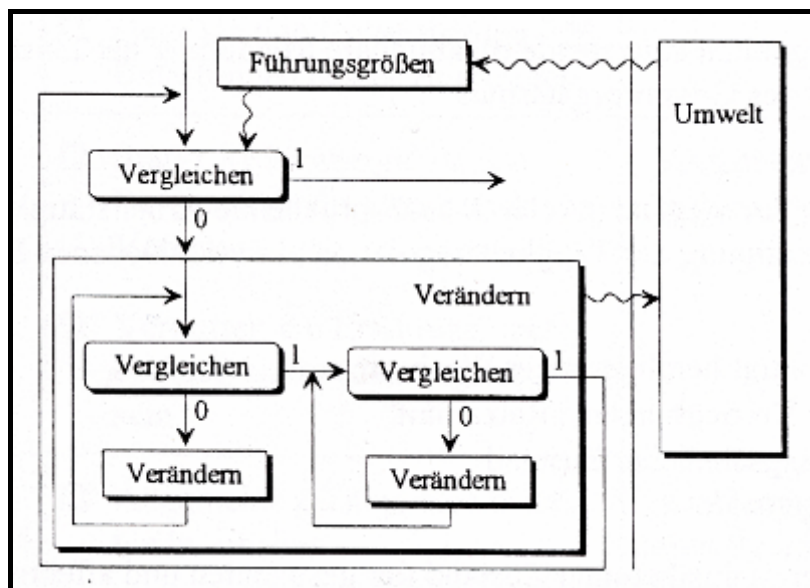 Führungsgrößen
Umwelt
Vergleichen
1
0
Verändern
Vergleichen
1
Vergleichen
1
0
0
Verändern
Verändern